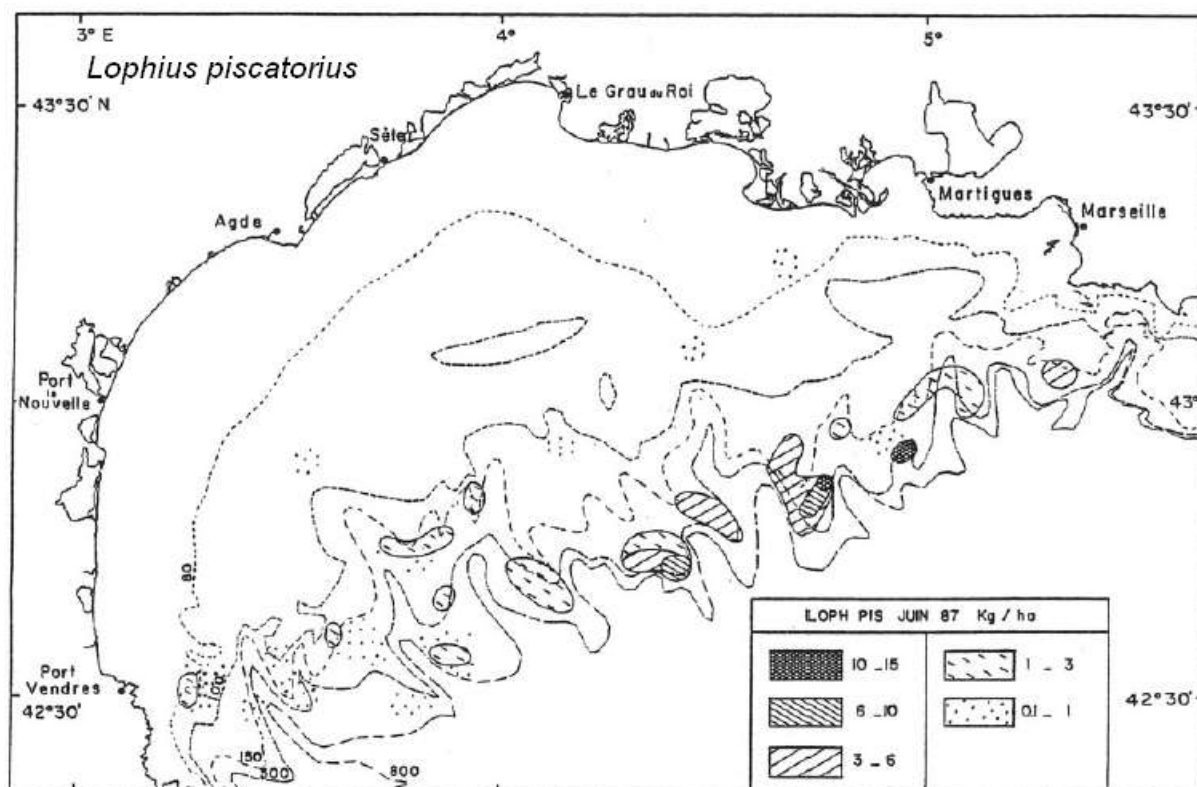 3° E
4°
5°
Lophius piscatorius
43°30' N
43°30'
Le Grau du Roi
Sète
Martigues
Marseille
Agde
Port la Nouvelle
43°
80
Port Vendres
100
42°30'
42°30'
150
300
800
LOPH PIS JUIN 87 Kg / ha
10 _ 15
1 _ 3
6 _ 10
0.1 _ 1
3 _ 6